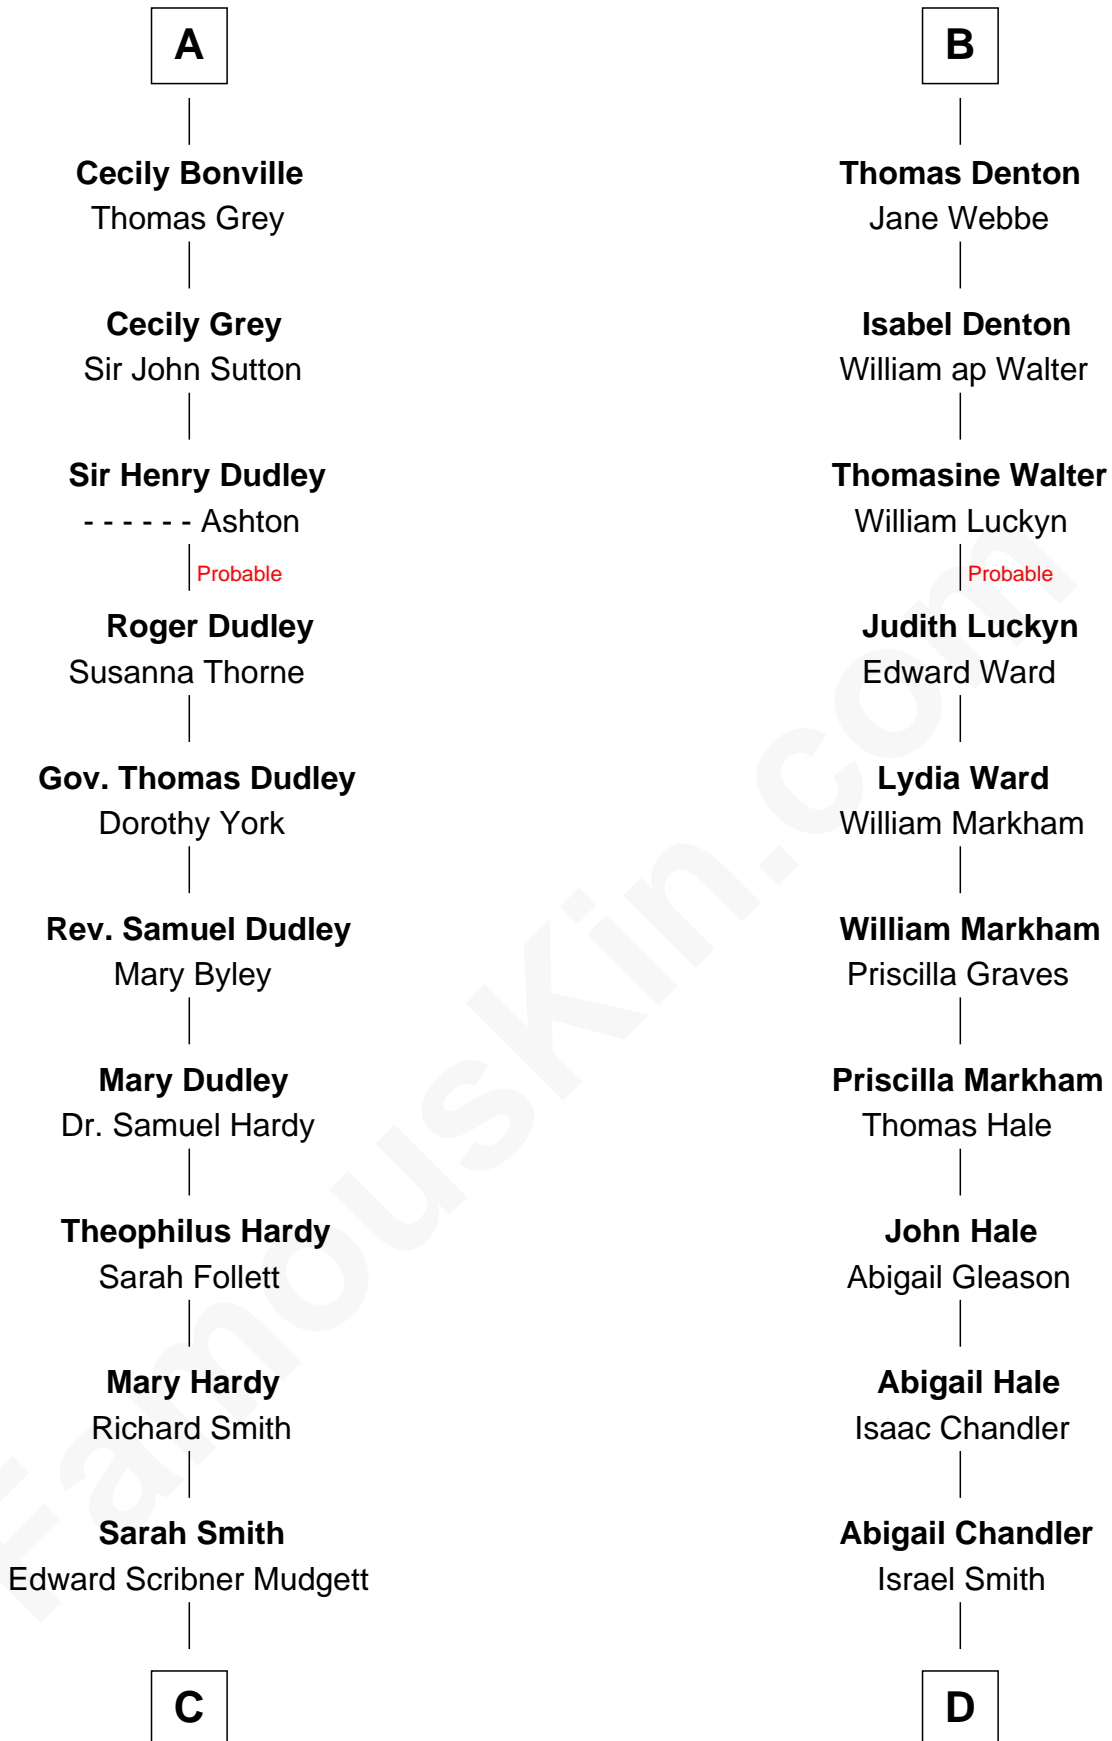 A
Cecily Bonville
Thomas Grey
Cecily Grey
Sir John Sutton
Sir Henry Dudley
- - - - - - Ashton
Probable
Roger Dudley
Susanna Thorne
Gov. Thomas Dudley
Dorothy York
Rev. Samuel Dudley
Mary Byley
Mary Dudley
Dr. Samuel Hardy
Theophilus Hardy
Sarah Follett
Mary Hardy
Richard Smith
Sarah Smith
Edward Scribner Mudgett
C
B
Thomas Denton
Jane Webbe
Isabel Denton
William ap Walter
Thomasine Walter
William Luckyn
Probable
Judith Luckyn
Edward Ward
Lydia Ward
William Markham
William Markham
Priscilla Graves
Priscilla Markham
Thomas Hale
John Hale
Abigail Gleason
Abigail Hale
Isaac Chandler
Abigail Chandler
Israel Smith
D
FamousKin.com